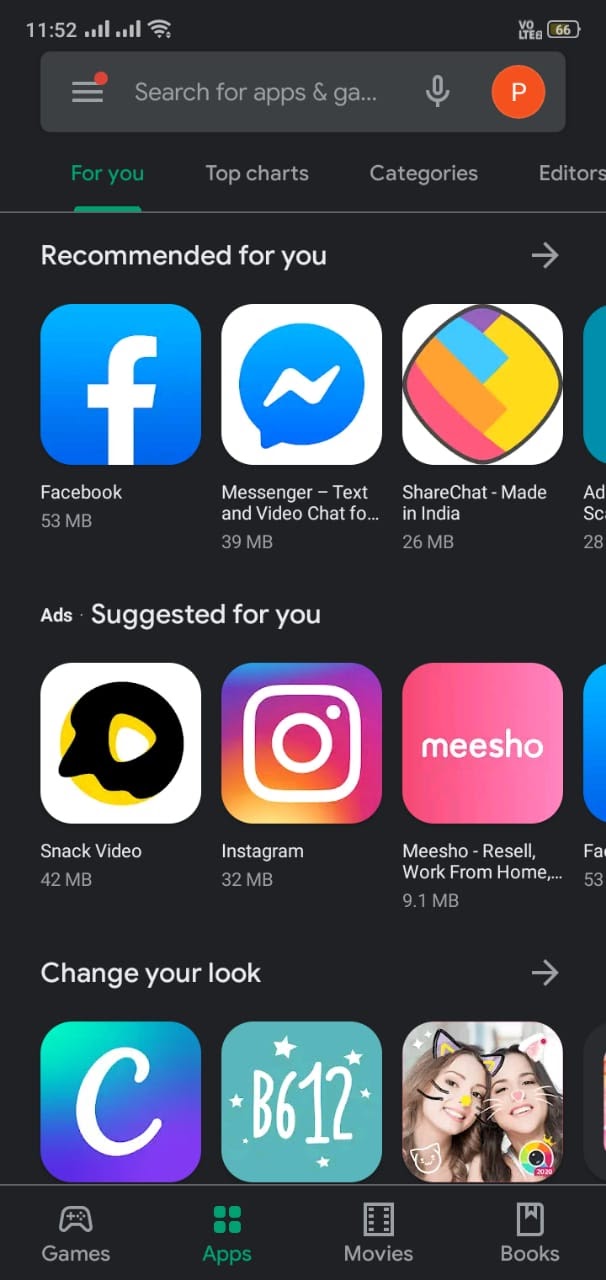 11:52
VO
LTE
66
Search for apps & ga...
P
For you Top charts Categories Editors
Recommended for you
Facebook
53 MB
Messenger – Text
and Video Chat fo...
39 MB
ShareChat - Made
in India
26 MB
Ad
Sc
28
Ads · Suggested for you
Snack Video
42 MB
Instagram
32 MB
meesho
Meesho - Resell,
Work From Home,...
9.1 MB
Fa
53
Change your look
C
B612
2020
Games Apps Movies Books